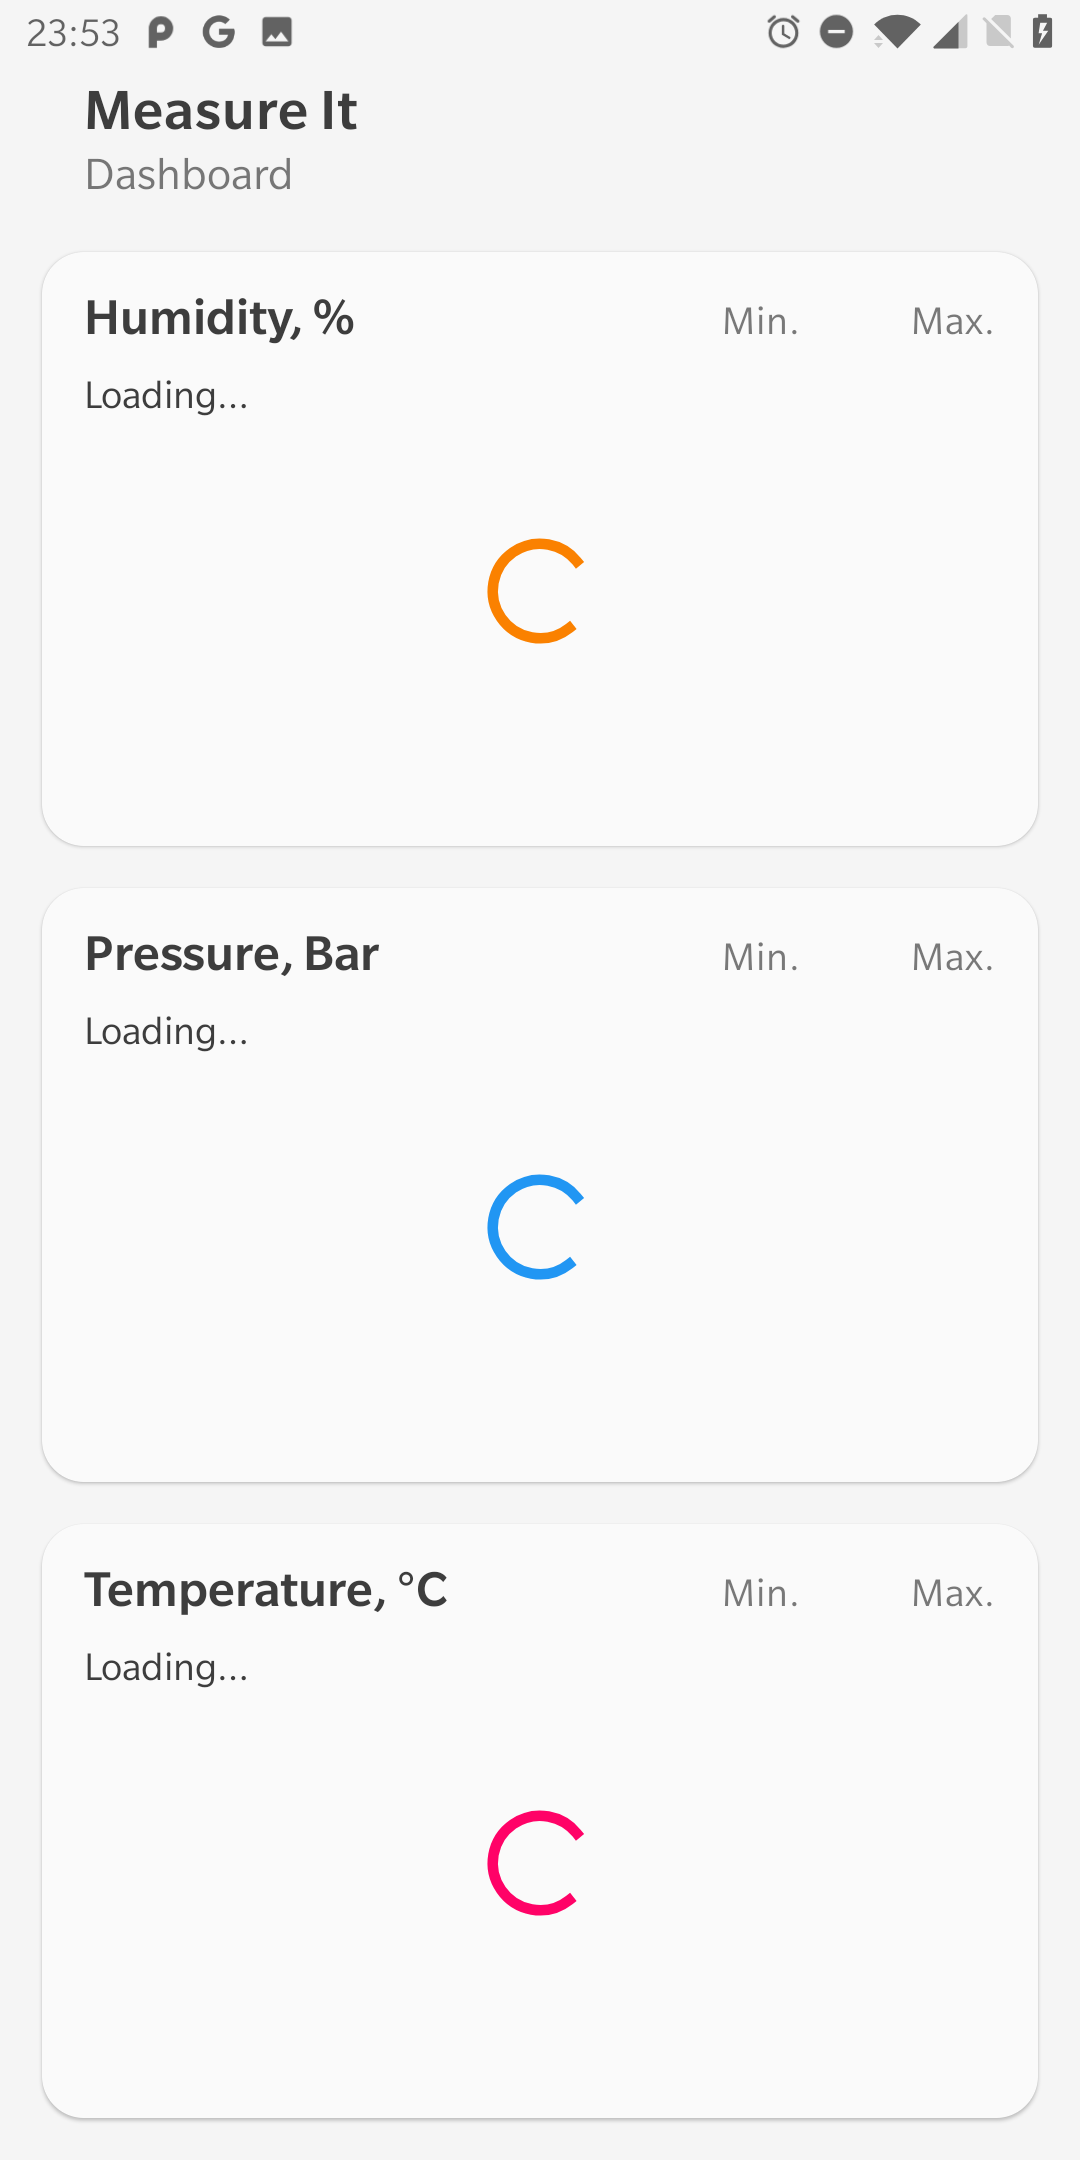 23:53
Measure It
Dashboard
Humidity, % Min. Max.
Loading...
Pressure, Bar Min. Max.
Loading...
Temperature, °C Min. Max.
Loading...